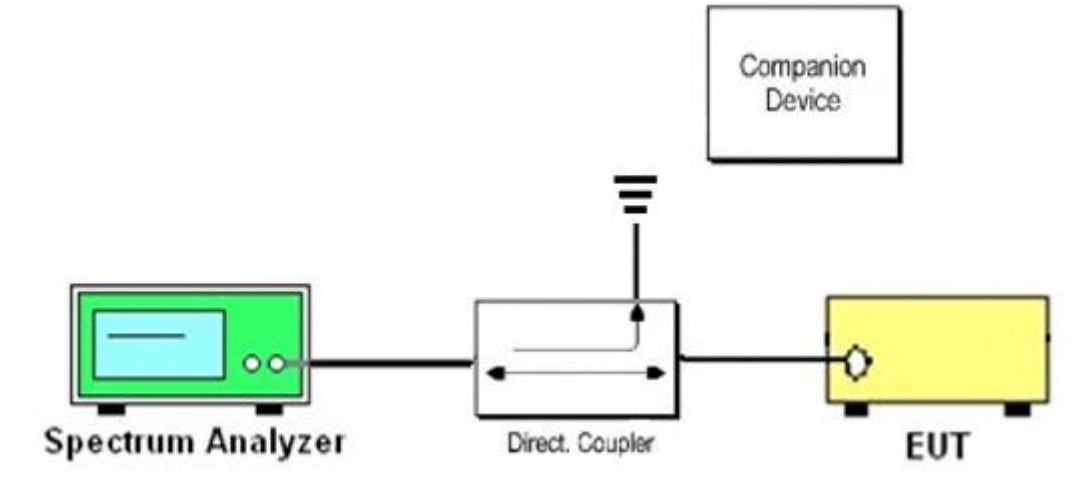 Companion
Device
Spectrum Analyzer
Direct. Coupler
EUT